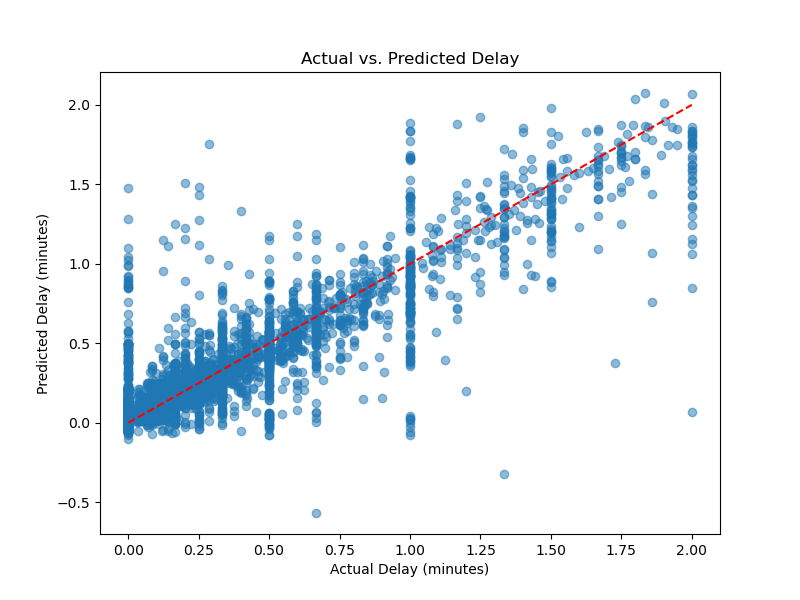 Actual vs. Predicted Delay
Predicted Delay (minutes)
2.0
1.5
1.0
0.5
0.0
−0.5
0.00 0.25 0.50 0.75 1.00 1.25 1.50 1.75 2.00
Actual Delay (minutes)